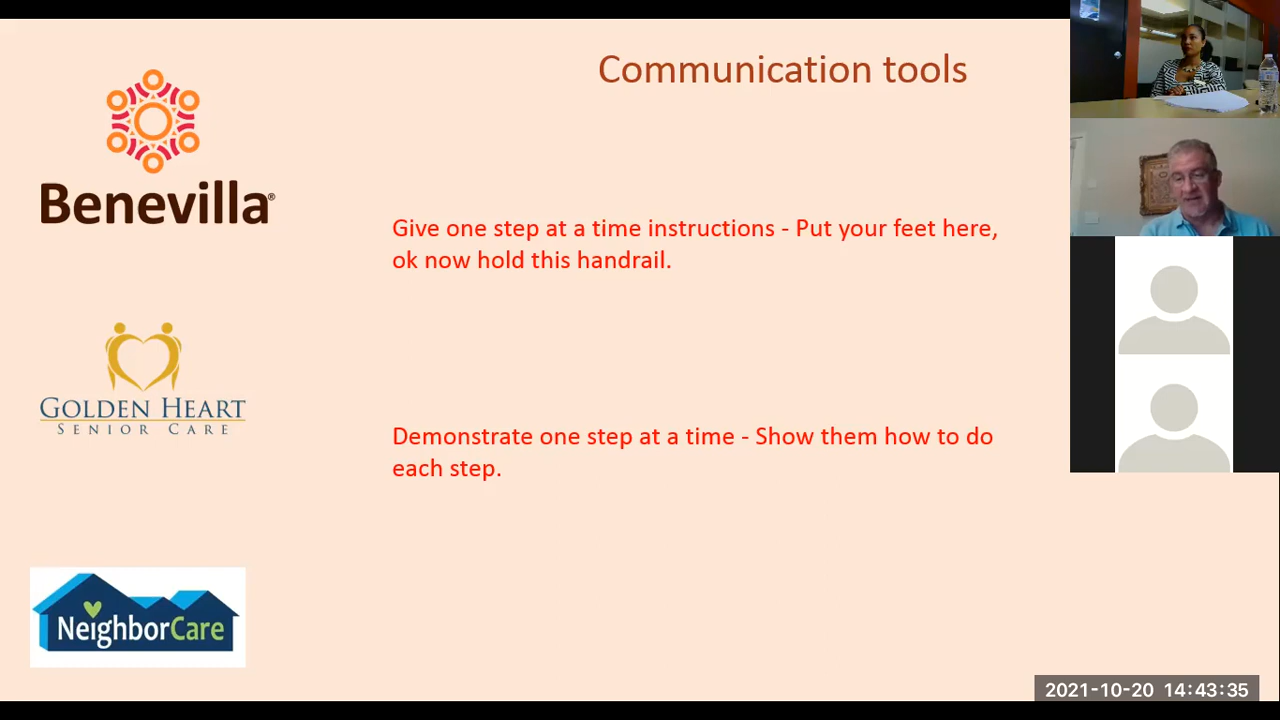 Communication tools
Benevilla®
Give one step at a time instructions - Put your feet here,
ok now hold this handrail.
GOLDEN HEART
SENIOR CARE
Demonstrate one step at a time - Show them how to do
each step.
NeighborCare
2021-10-20 14:43:35